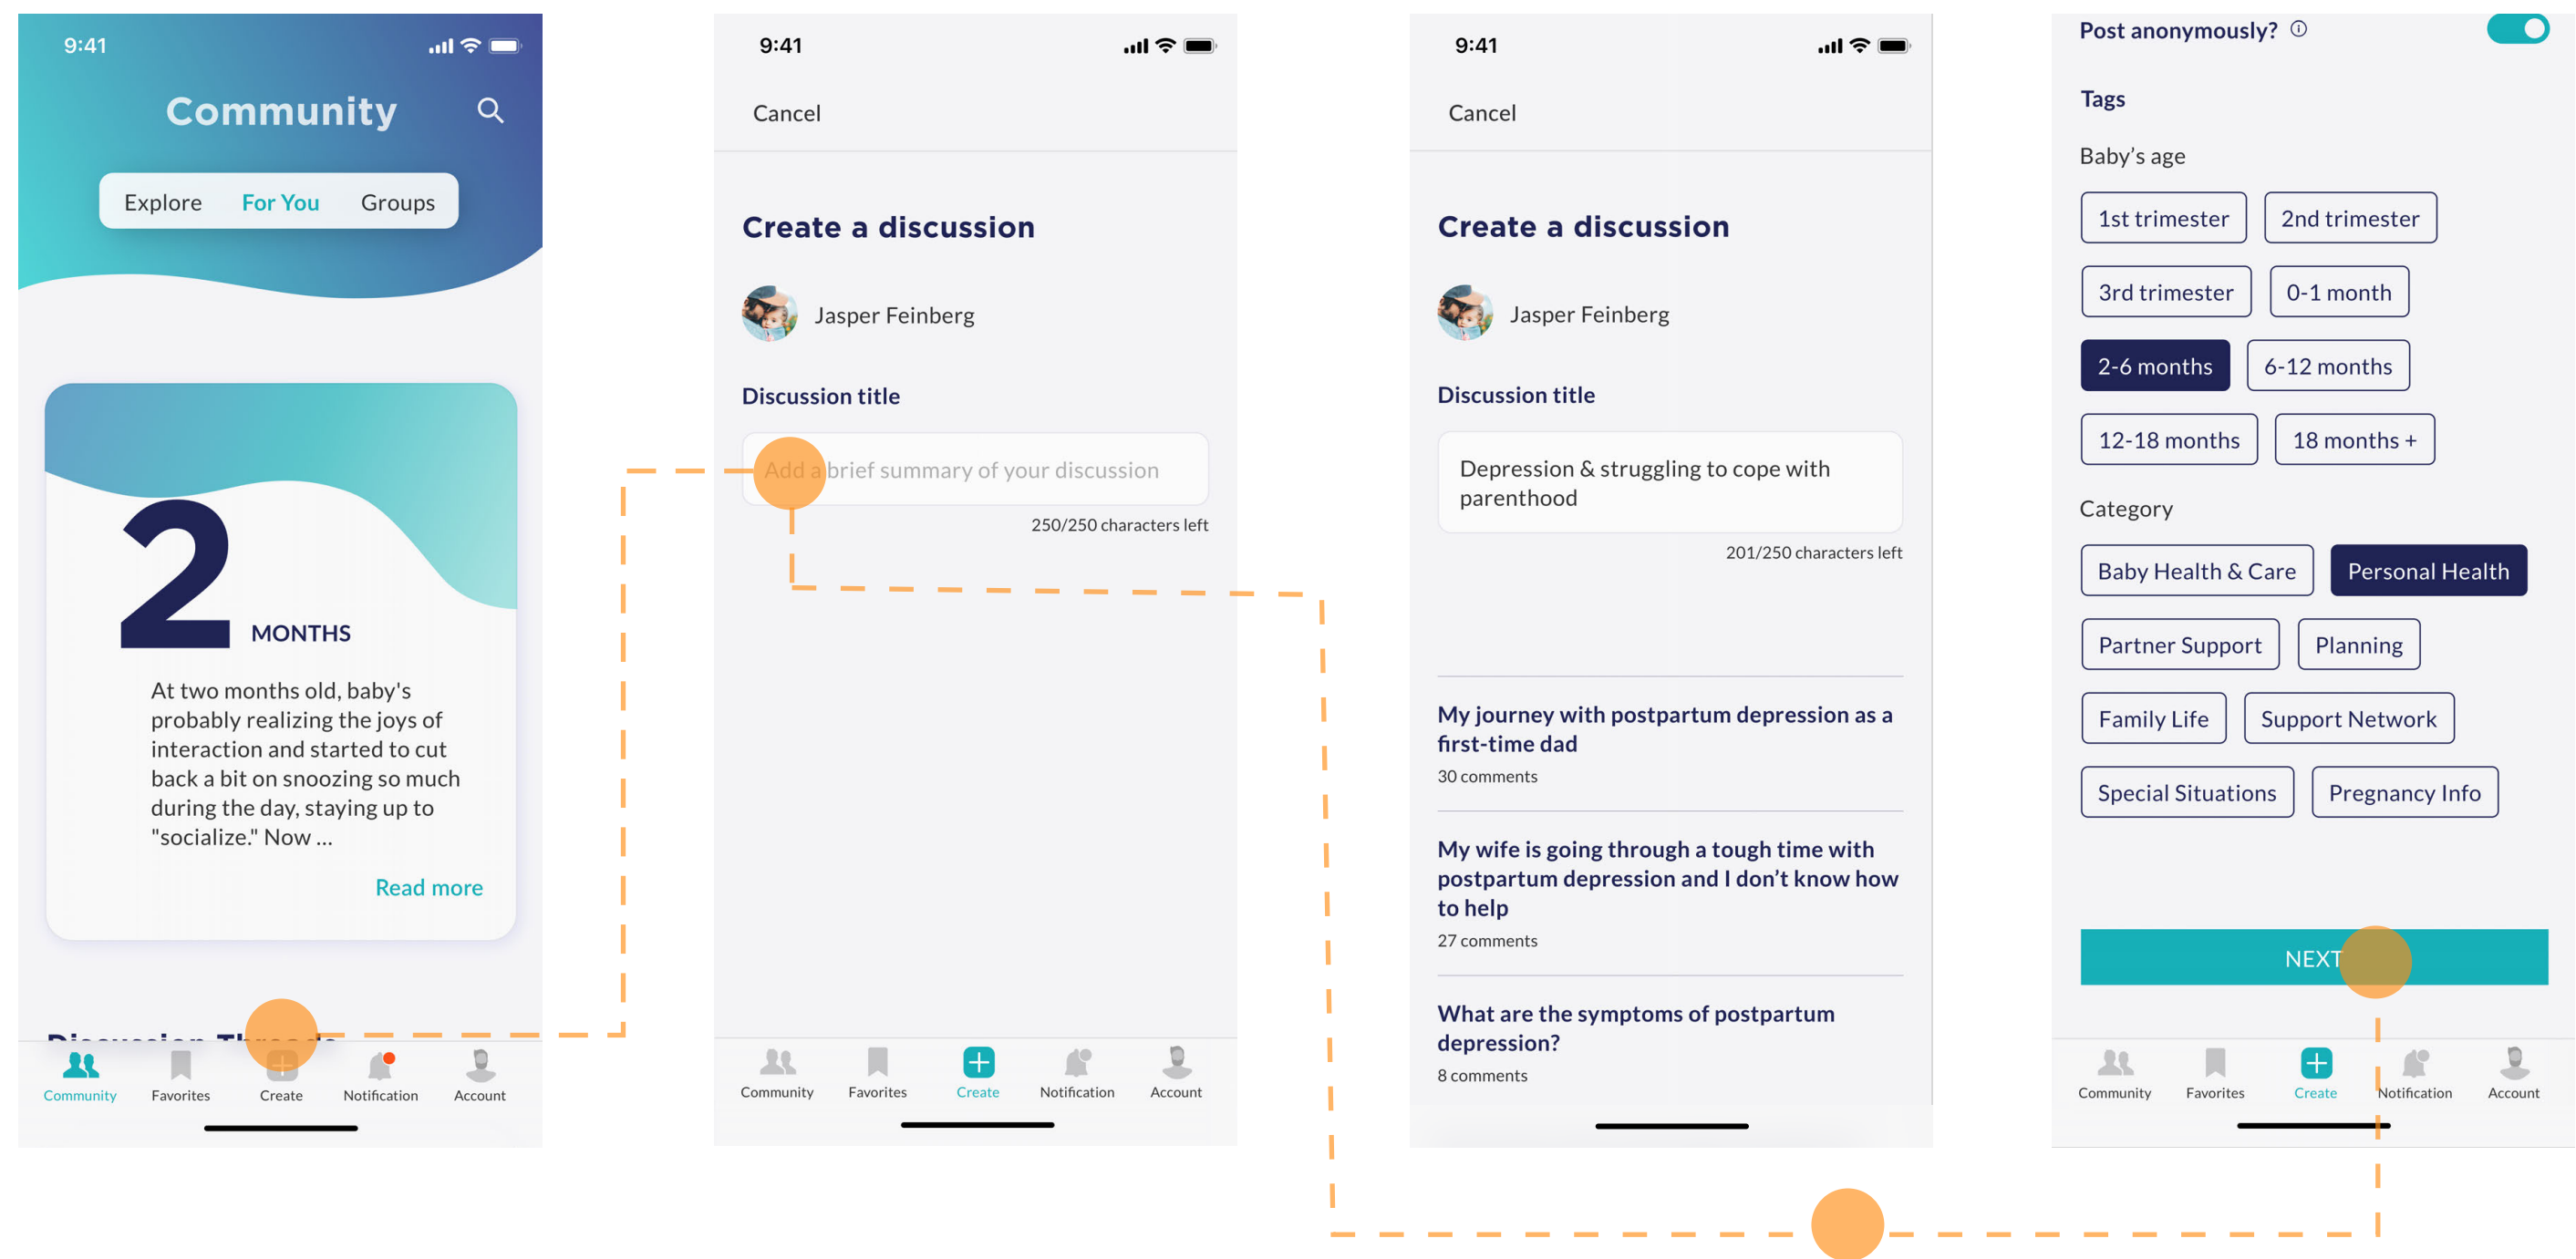 9:41
Community
Explore For You Groups
2
MONTHS
At two months old, baby's
probably realizing the joys of
interaction and started to cut
back a bit on snoozing so much
during the day, staying up to
"socialize." Now ...
Read more
Discussion Threads
Community Favorites Create Notification Account
9:41
Cancel
Create a discussion
Jasper Feinberg
Discussion title
Add a brief summary of your discussion
250/250 characters left
Community Favorites Create Notification Account
9:41
Cancel
Create a discussion
Jasper Feinberg
Discussion title
Depression & struggling to cope with
parenthood
201/250 characters left
My journey with postpartum depression as a
first-time dad
30 comments
My wife is going through a tough time with
postpartum depression and I don't know how
to help
27 comments
What are the symptoms of postpartum
depression?
8 comments
Post anonymously?
Tags
Baby's age
1st trimester 2nd trimester
3rd trimester 0-1 month
2-6 months 6-12 months
12-18 months 18 months +
Category
Baby Health & Care Personal Health
Partner Support Planning
Family Life Support Network
Special Situations Pregnancy Info
NEXT
Community Favorites Create Notification Account